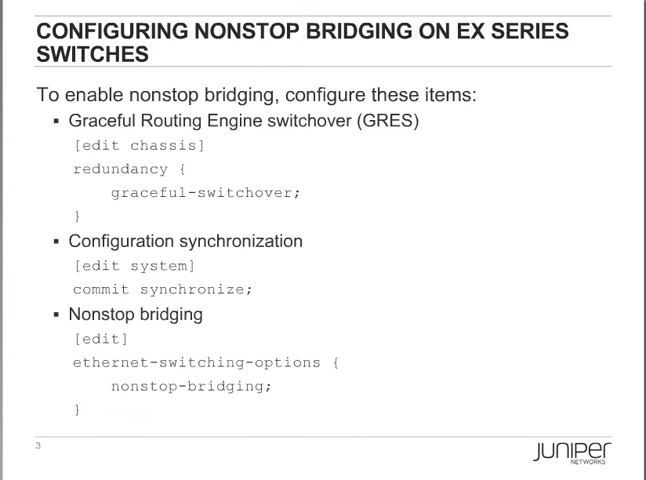 CONFIGURING NONSTOP BRIDGING ON EX SERIES
SWITCHES
To enable nonstop bridging, configure these items:
▪ Graceful Routing Engine switchover (GRES)
[edit chassis]
redundancy {
    graceful-switchover;
}
▪ Configuration synchronization
[edit system]
commit synchronize;
▪ Nonstop bridging
[edit]
ethernet-switching-options {
    nonstop-bridging;
}
3
JUNIPER
NETWORKS